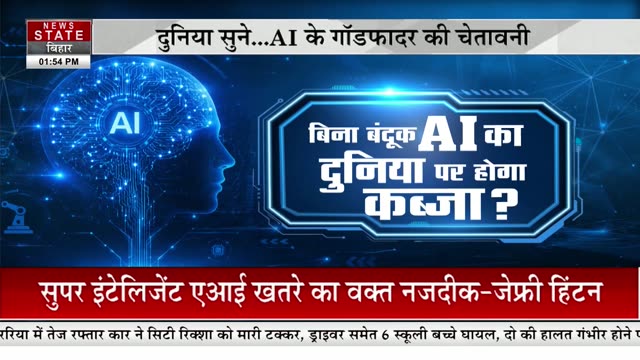 NEWS
STATE
बिहार
01:54 PM
दुनिया सुने...AI के गॉडफादर की चेतावनी
AI
बिना बंदूक AI का
दुनिया पर होगा
कब्जा?
सुपर इंटेलिजेंट एआई खतरे का वक्त नजदीक-जेफ्री हिंटन
ररिया में तेज रफ्तार कार ने सिटी रिक्शा को मारी टक्कर, ड्राइवर समेत 6 स्कूली बच्चे घायल, दो की हालत गंभीर होने